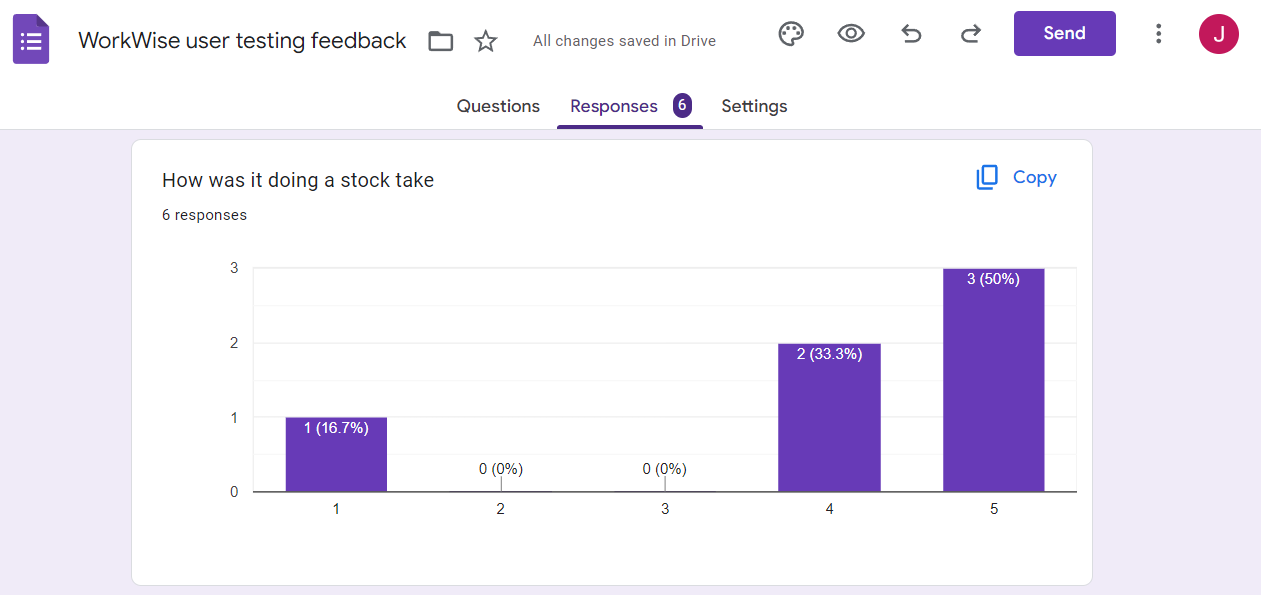 WorkWise user testing feedback
All changes saved in Drive
Send
J
Questions
Responses 6
Settings
How was it doing a stock take
Copy
6 responses
3
2
1
0
1 (16.7%)
0 (0%)
0 (0%)
2 (33.3%)
3 (50%)
1 2 3 4 5